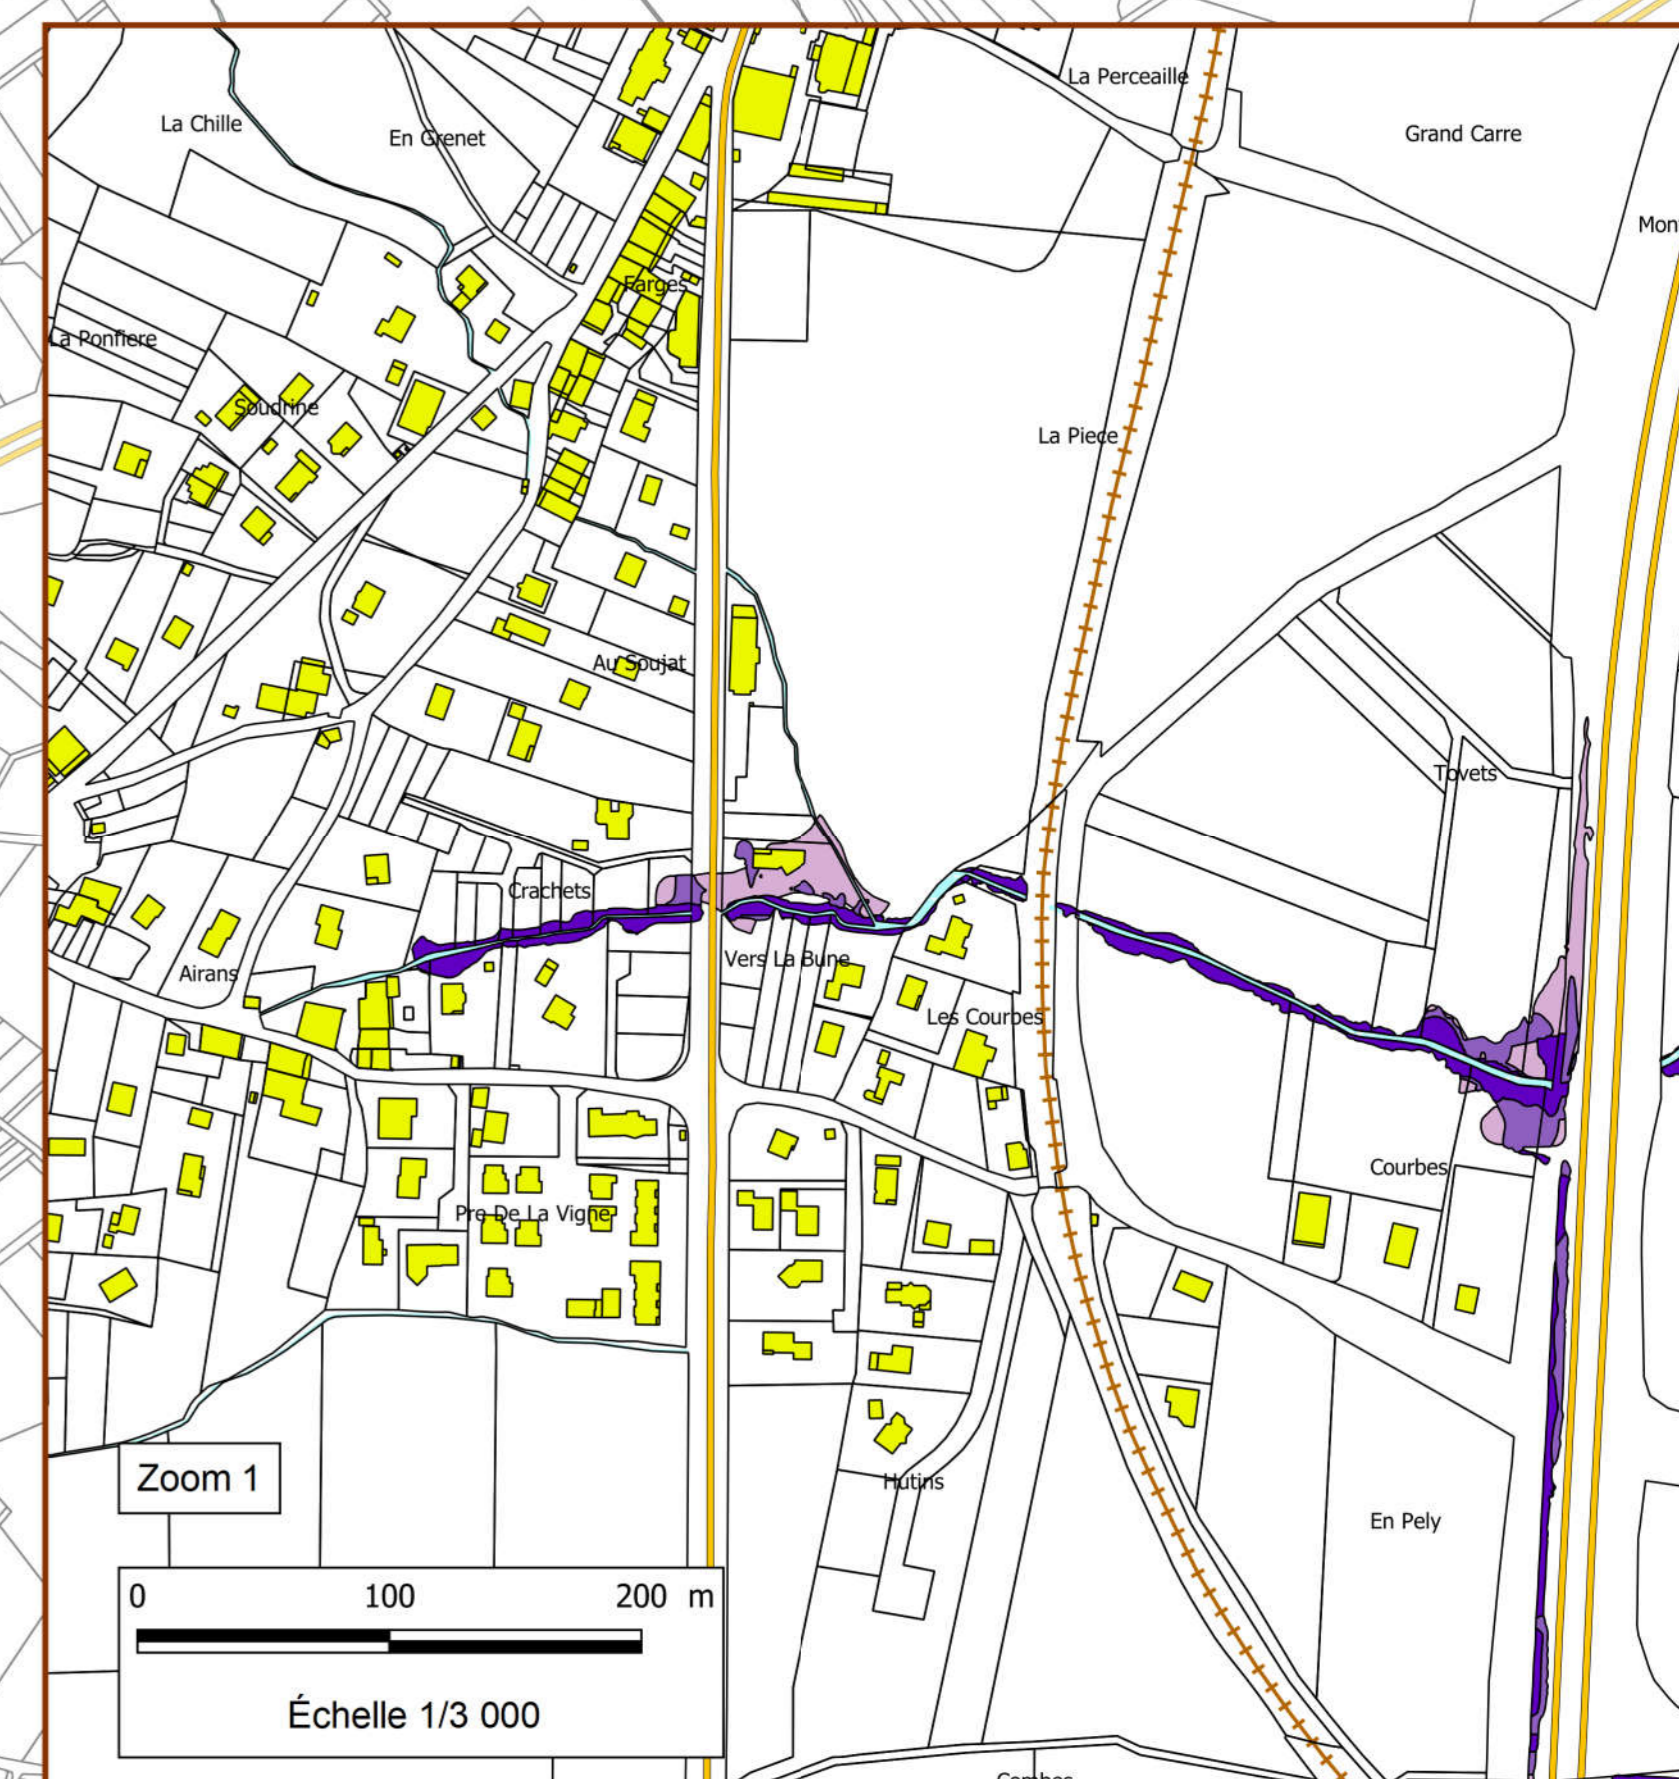 La Perceaille
La Chille
Grand Carre
En Grenet
Mon
Farges
La Ponfiere
Soudrine
La Piece
Au Soujat
Tovets
Crachets
Vers La Bune
Airans
Les Courbes
Courbes
Pre De La Vigne
Zoom 1
Hutins
En Pely
0 100 200 m
Échelle 1/3 000